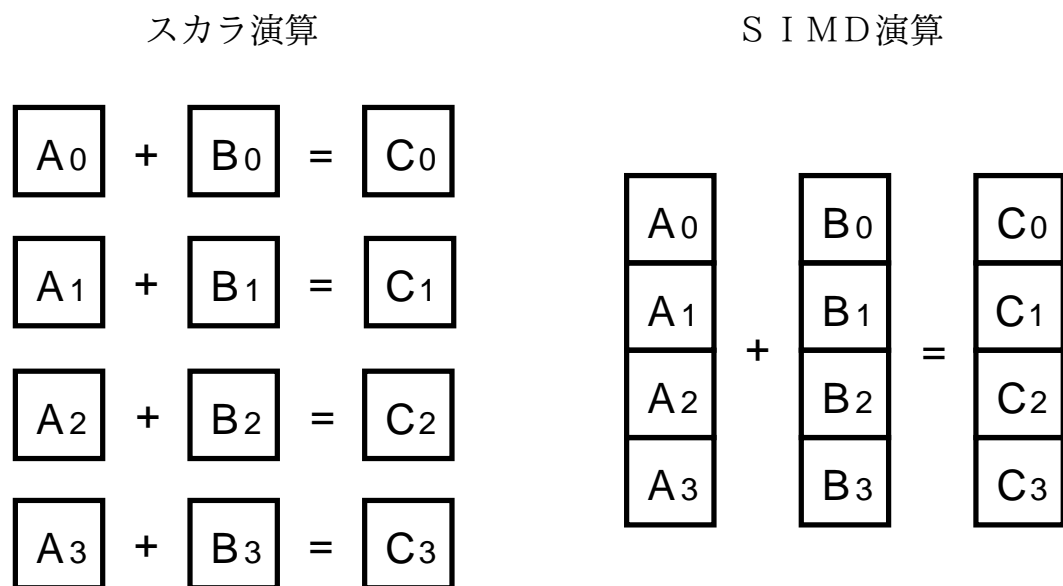 スカラ演算
A0 + B0 = C0
A1 + B1 = C1
A2 + B2 = C2
A3 + B3 = C3
ＳＩＭＤ演算
A0 B0 C0
A1 B1 C1
+ =
A2 B2 C2
A3 B3 C3